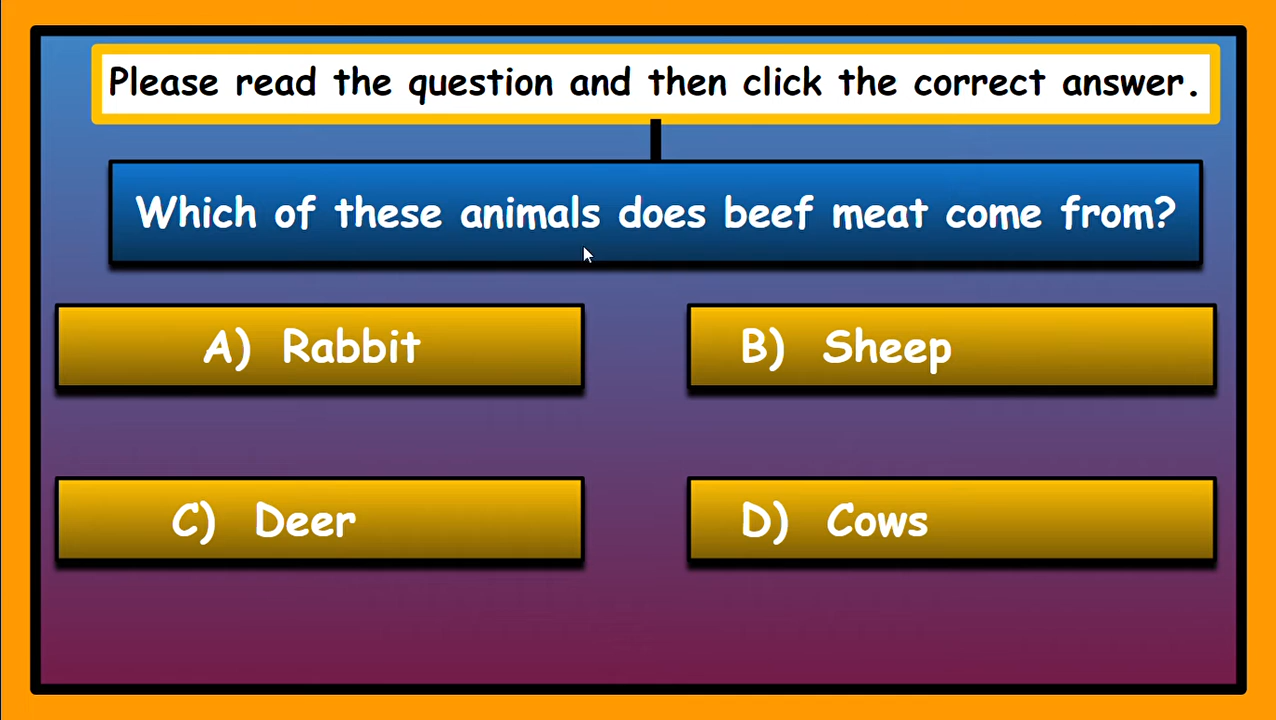 Please read the question and then click the correct answer.
Which of these animals does beef meat come from?
A) Rabbit
B) Sheep
C) Deer
D) Cows